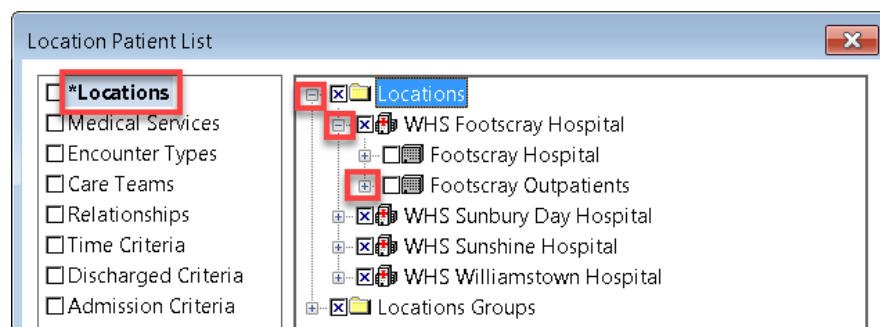 Location Patient List
*Locations
Medical Services
Encounter Types
Care Teams
Relationships
Time Criteria
Discharged Criteria
Admission Criteria
Locations
WHS Footscray Hospital
Footscray Hospital
Footscray Outpatients
WHS Sunbury Day Hospital
WHS Sunshine Hospital
WHS Williamstown Hospital
Locations Groups